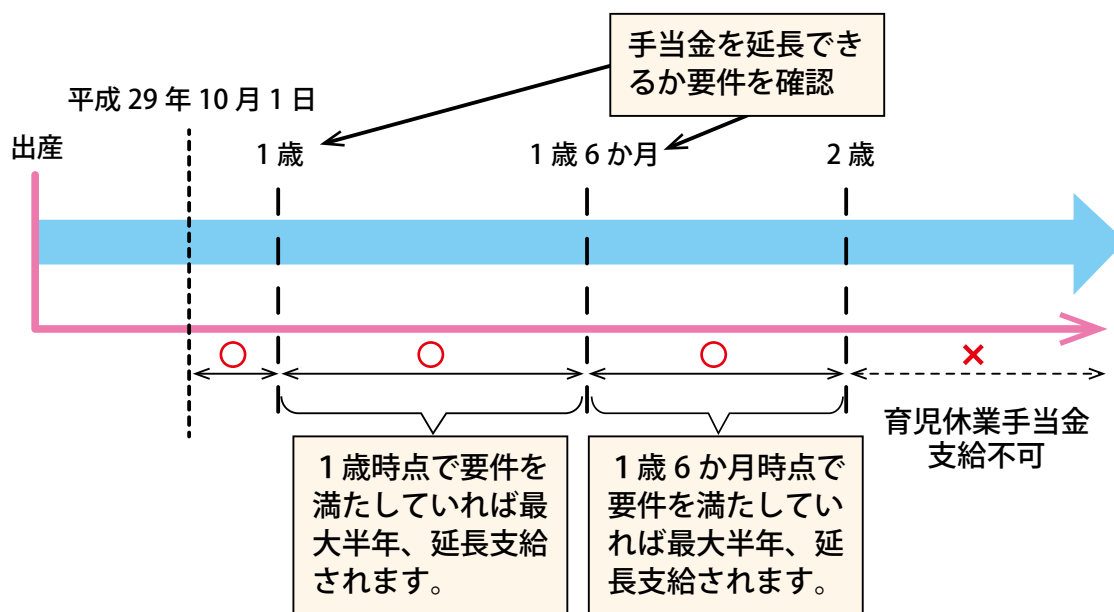 手当金を延長でき
るか要件を確認
平成 29 年 10 月 1 日
出産
1 歳
1 歳 6 か月
2 歳
○
○
○
×
育児休業手当金
支給不可
1 歳時点で要件を
満たしていれば最
大半年、延長支給
されます。
1 歳 6 か月時点で
要件を満たしてい
れば最大半年、延
長支給されます。